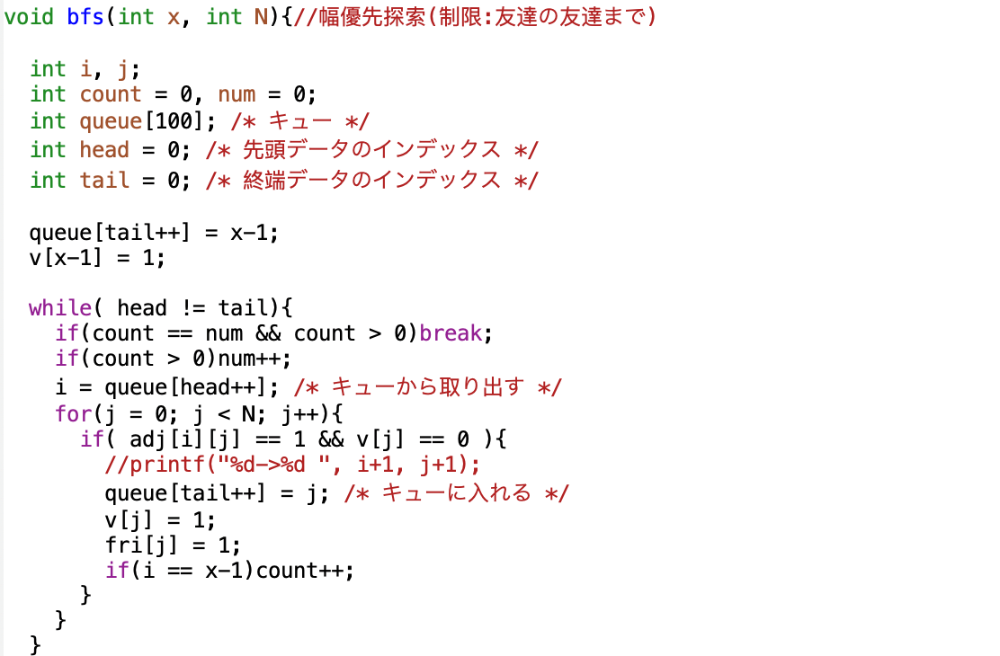 void bfs(int x, int N){//幅優先探索(制限:友達の友達まで)
int i, j;
int count = 0, num = 0;
int queue[100]; /* キュー */
int head = 0; /* 先頭データのインデックス */
int tail = 0; /* 終端データのインデックス */
queue[tail++] = x-1;
v[x-1] = 1;
while( head != tail){
if(count == num && count > 0)break;
if(count > 0)num++;
i = queue[head++]; /* キューから取り出す */
for(j = 0; j < N; j++){
if( adj[i][j] == 1 && v[j] == 0 ){
//printf("%d->%d ", i+1, j+1);
queue[tail++] = j; /* キューに入れる */
v[j] = 1;
fri[j] = 1;
if(i == x-1)count++;
}
}
}